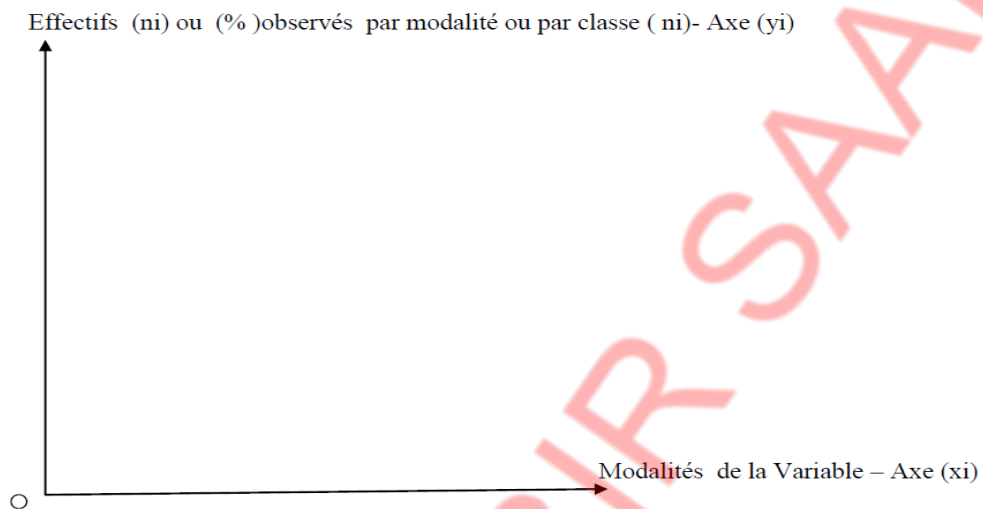 Effectifs (ni) ou (% )observés par modalité ou par classe ( ni)- Axe (yi)
Modalités de la Variable – Axe (xi)
O